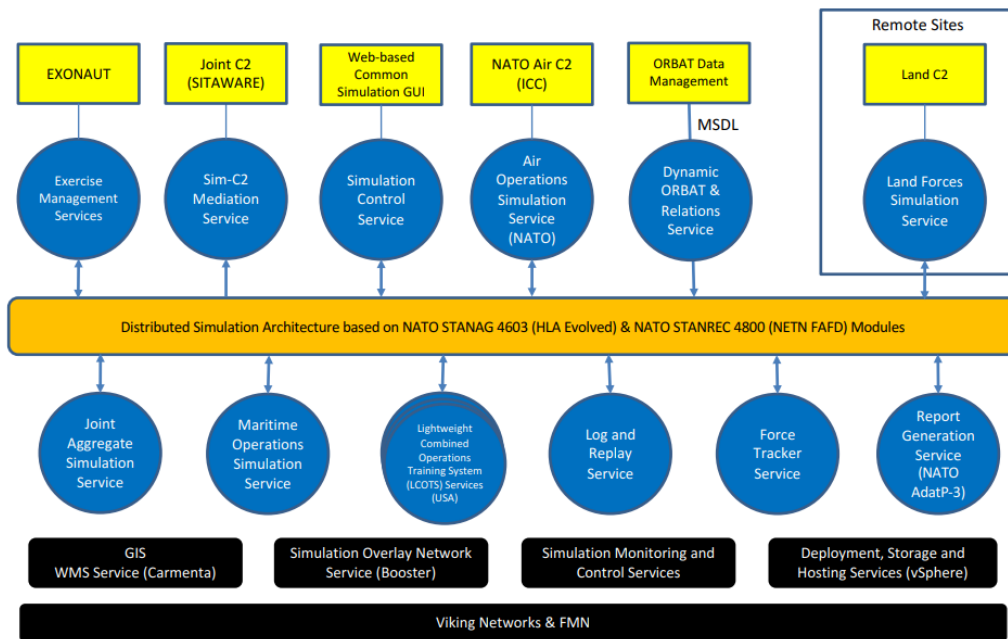 Remote Sites
EXONAUT
Joint C2
(SITAWARE)
Web-based
Common
Simulation GUI
NATO Air C2
(ICC)
ORBAT Data
Management
Land C2
MSDL
Exercise
Management
Services
Sim-C2
Mediation
Service
Simulation
Control
Service
Air
Operations
Simulation
Service
(NATO)
Dynamic
ORBAT &
Relations
Service
Land Forces
Simulation
Service
Distributed Simulation Architecture based on NATO STANAG 4603 (HLA Evolved) & NATO STANREC 4800 (NETN FAFD) Modules
Joint
Aggregate
Simulation
Service
Maritime
Operations
Simulation
Service
Lightweight
Combined
Operations
Training System
(LCOTS) Services
(USA)
Log and
Replay
Service
Force
Tracker
Service
Report
Generation
Service
(NATO
AdatP-3)
GIS
WMS Service (Carmenta)
Simulation Overlay Network
Service (Booster)
Simulation Monitoring and
Control Services
Deployment, Storage and
Hosting Services (vSphere)
Viking Networks & FMN